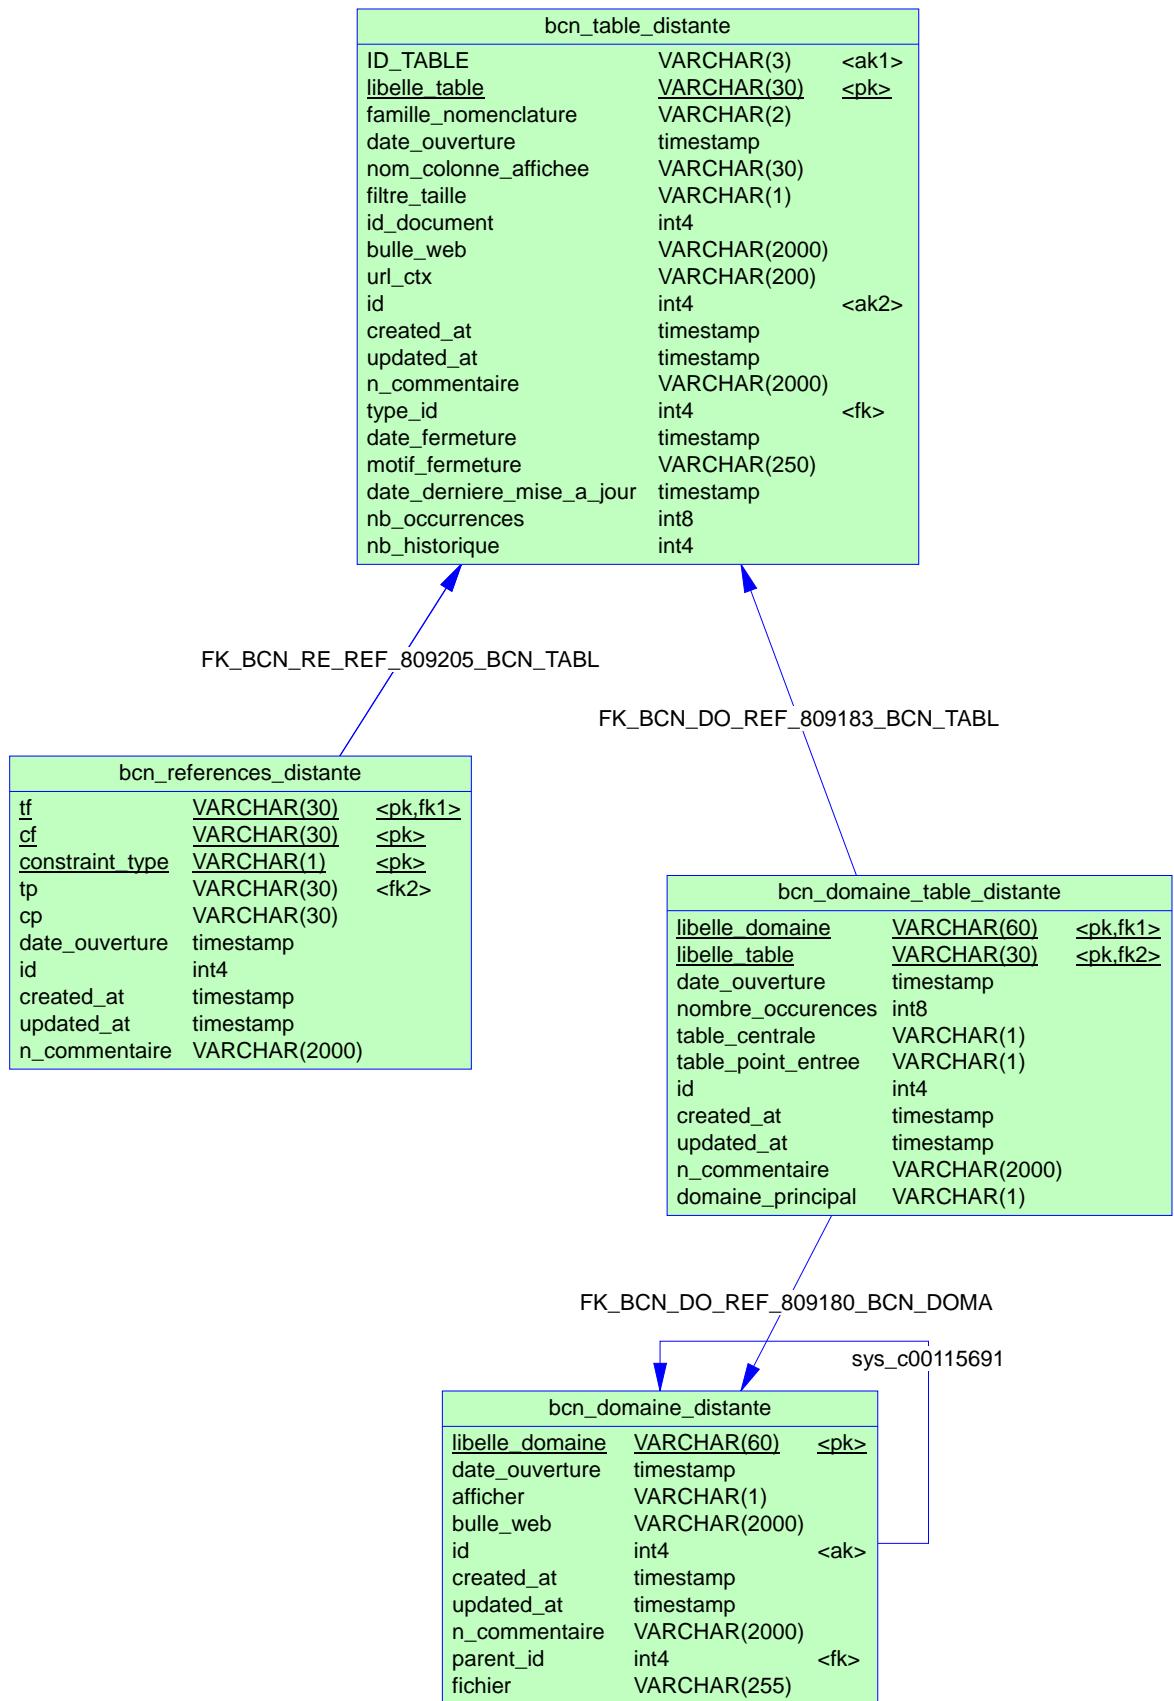 bcn_table_distante
ID_TABLE VARCHAR(3) <ak1>
libelle_table VARCHAR(30) <pk>
famille_nomenclature VARCHAR(2)
date_ouverture timestamp
nom_colonne_affichee VARCHAR(30)
filtre_taille VARCHAR(1)
id_document int4
bulle_web VARCHAR(2000)
url_ctx VARCHAR(200)
id int4 <ak2>
created_at timestamp
updated_at timestamp
n_commentaire VARCHAR(2000)
type_id int4 <fk>
date_fermeture timestamp
motif_fermeture VARCHAR(250)
date_derniere_mise_a_jour timestamp
nb_occurrences int8
nb_historique int4
FK_BCN_RE_REF_809205_BCN_TABL
FK_BCN_DO_REF_809183_BCN_TABL
bcn_references_distante
tf VARCHAR(30) <pk,fk1>
cf VARCHAR(30) <pk>
constraint_type VARCHAR(1) <pk>
tp VARCHAR(30) <fk2>
cp VARCHAR(30)
date_ouverture timestamp
id int4
created_at timestamp
updated_at timestamp
n_commentaire VARCHAR(2000)
bcn_domaine_table_distante
libelle_domaine VARCHAR(60) <pk,fk1>
libelle_table VARCHAR(30) <pk,fk2>
date_ouverture timestamp
nombre_occurences int8
table_centrale VARCHAR(1)
table_point_entree VARCHAR(1)
id int4
created_at timestamp
updated_at timestamp
n_commentaire VARCHAR(2000)
domaine_principal VARCHAR(1)
FK_BCN_DO_REF_809180_BCN_DOMA
sys_c00115691
bcn_domaine_distante
libelle_domaine VARCHAR(60) <pk>
date_ouverture timestamp
afficher VARCHAR(1)
bulle_web VARCHAR(2000)
id int4 <ak>
created_at timestamp
updated_at timestamp
n_commentaire VARCHAR(2000)
parent_id int4 <fk>
fichier VARCHAR(255)